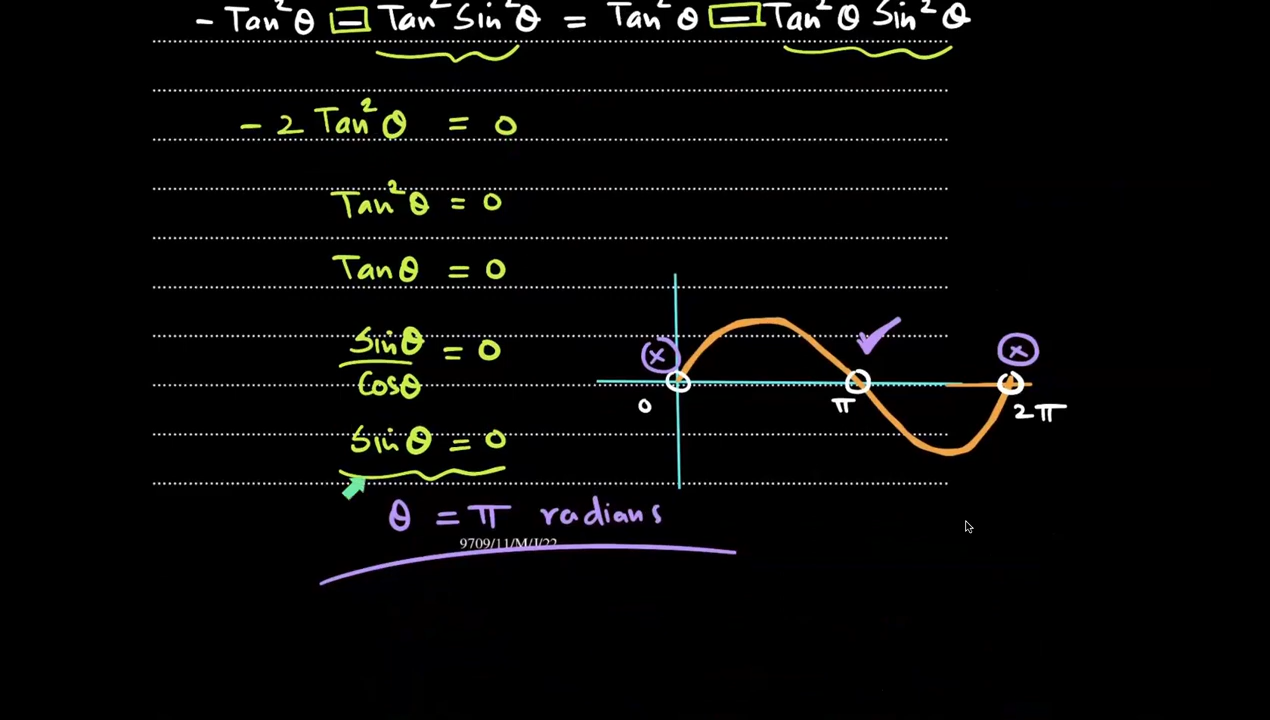 -Tan²θ - Tan²Sin²θ = Tan²θ - Tan²θ Sin²θ
-2 Tan²θ = 0
Tan²θ = 0
Tanθ = 0
Sinθ/Cosθ = 0
Sinθ = 0
x
x
0
π
2π
θ = π radians
9709/11/M/J/22